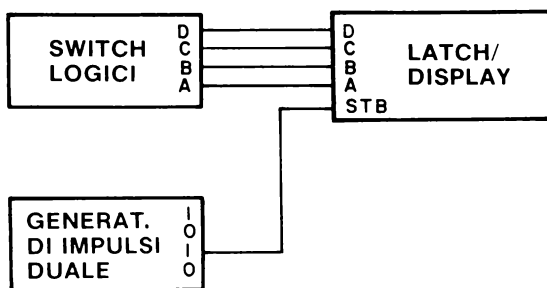 SWITCH
LOGICI
D
C
B
A
D
C
B
A
STB
LATCH/
DISPLAY
GENERAT.
DI IMPULSI
DUALE
I
O
I
O